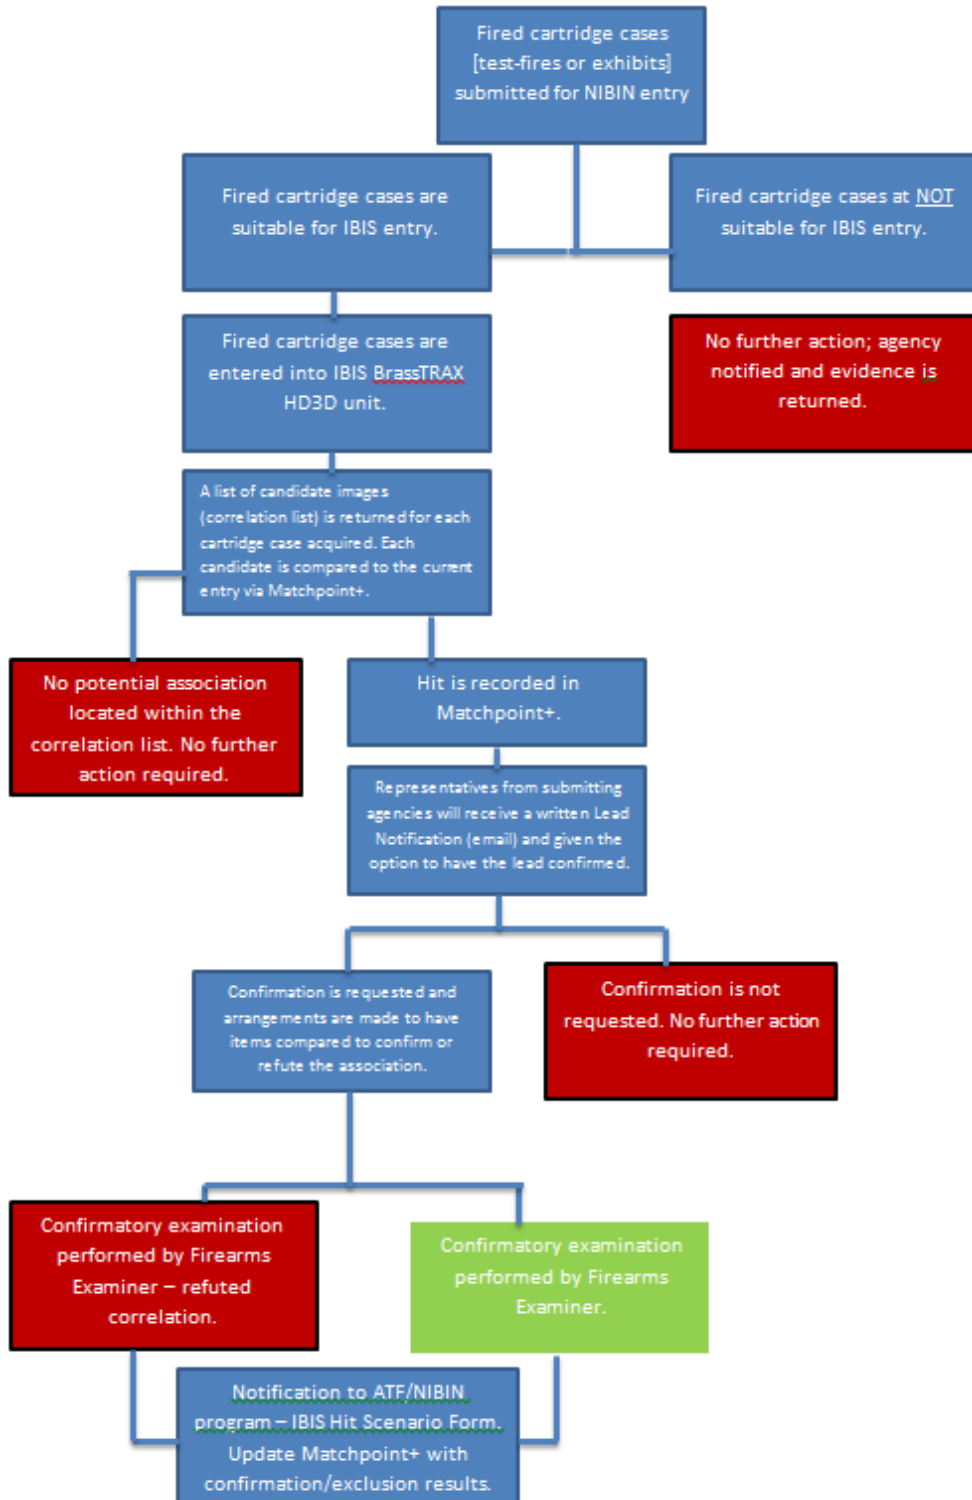 Fired cartridge cases
[test-fires or exhibits]
submitted for NIBIN entry
Fired cartridge cases are
suitable for IBIS entry.
Fired cartridge cases at NOT
suitable for IBIS entry.
Fired cartridge cases are
entered into IBIS BrassTRAX
HD3D unit.
No further action; agency
notified and evidence is
returned.
A list of candidate images
(correlation list) is returned for each
cartridge case acquired. Each
candidate is compared to the current
entry via Matchpoint+.
No potential association
located within the
correlation list. No further
action required.
Hit is recorded in
Matchpoint+.
Representatives from submitting
agencies will receive a written Lead
Notification (email) and given the
option to have the lead confirmed.
Confirmation is requested and
arrangements are made to have
items compared to confirm or
refute the association.
Confirmation is not
requested. No further action
required.
Confirmatory examination
performed by Firearms
Examiner – refuted
correlation.
Confirmatory examination
performed by Firearms
Examiner.
Notification to ATF/NIBIN
program – IBIS Hit Scenario Form.
Update Matchpoint+ with
confirmation/exclusion results.